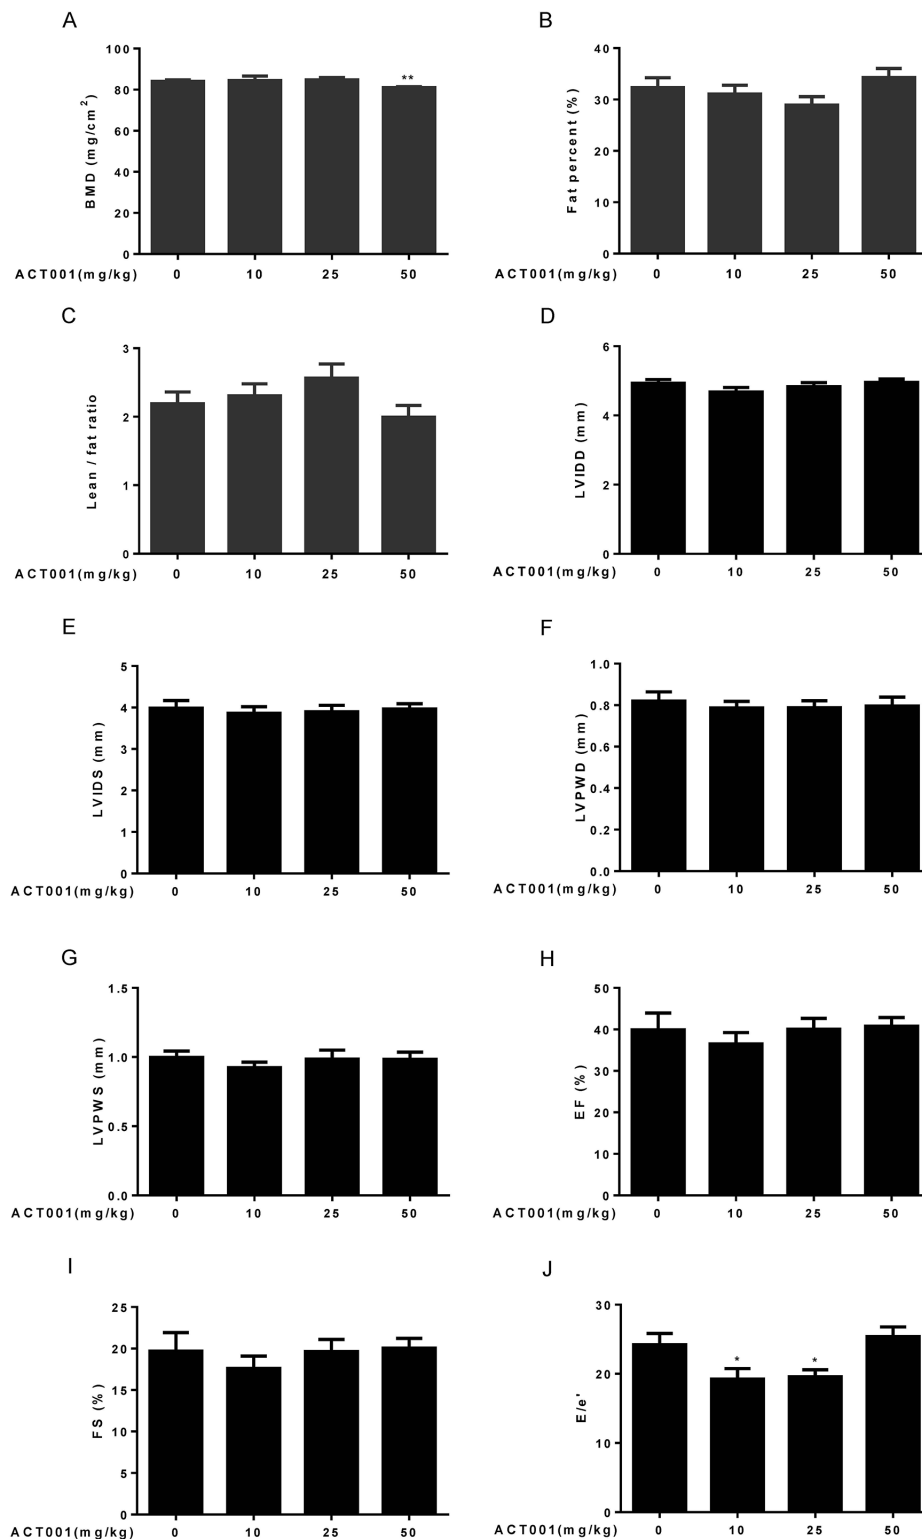 A
BMD (mg/cm2)
100
80
60
40
20
0
**
ACT001(mg/kg) 0 10 25 50
B
Fat percent (%)
40
30
20
10
0
0 10 25 50
C
Lean / fat ratio
3
2
1
0
ACT001(mg/kg) 0 10 25 50
D
LVIDD (mm)
6
4
2
0
ACT001(mg/kg) 0 10 25 50
E
LVIDS (mm)
5
4
3
2
1
0
ACT001(mg/kg) 0 10 25 50
F
LVPWD (mm)
1.0
0.8
0.6
0.4
0.2
0.0
ACT001(mg/kg) 0 10 25 50
G
LVPWS (mm)
1.5
1.0
0.5
0.0
ACT001(mg/kg) 0 10 25 50
H
EF (%)
50
40
30
20
10
0
ACT001(mg/kg) 0 10 25 50
I
FS (%)
25
20
15
10
5
0
ACT001(mg/kg) 0 10 25 50
J
E/e'
30
20
10
0
*
*
ACT001(mg/kg) 0 10 25 50